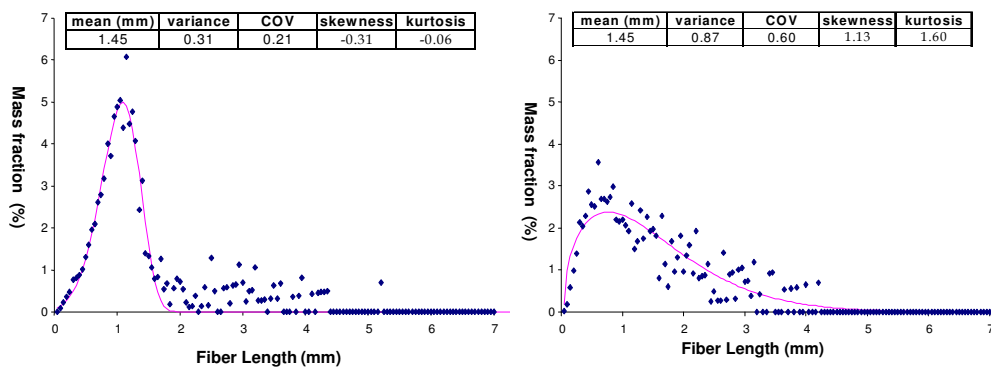 mean (mm) variance COV skewness kurtosis
1.45 0.31 0.21 -0.31 -0.06
7
6
5
4
3
2
1
0
Mass fraction (%)
0 1 2 3 4 5 6 7
Fiber Length (mm)
mean (mm) variance COV skewness kurtosis
1.45 0.87 0.60 1.13 1.60
7
6
5
4
3
2
1
0
Mass fraction (%)
0 1 2 3 4 5 6 7
Fiber Length (mm)